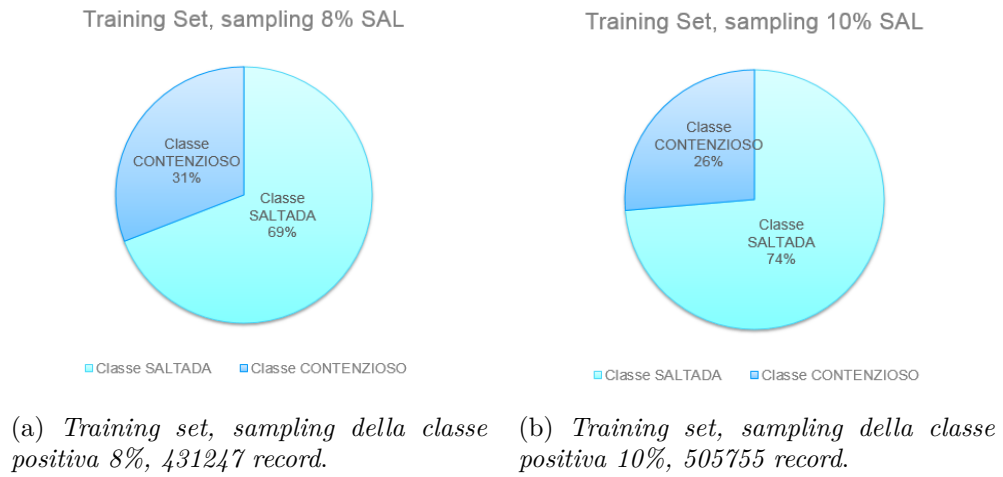 Training Set, sampling 8% SAL
Classe
CONTENZIOSO
31%
Classe
SALTADA
69%
Classe SALTADA
Classe CONTENZIOSO
(a) Training set, sampling della classe
positiva 8%, 431247 record.
Training Set, sampling 10% SAL
Classe
CONTENZIOSO
26%
Classe
SALTADA
74%
Classe SALTADA
Classe CONTENZIOSO
(b) Training set, sampling della classe
positiva 10%, 505755 record.